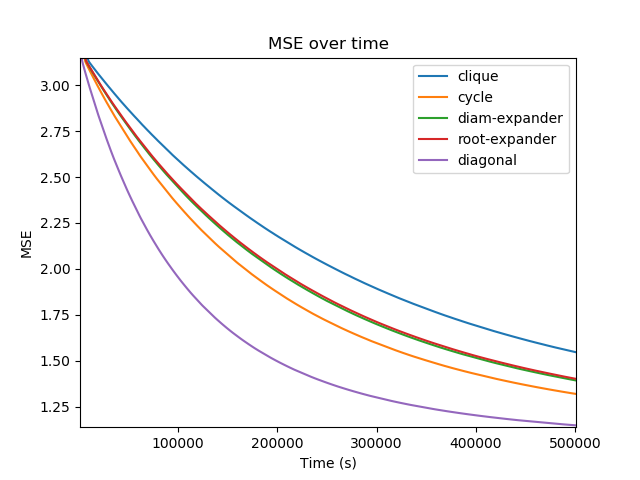 MSE over time
3.00
2.75
2.50
2.25
2.00
1.75
1.50
1.25
MSE
clique
cycle
diam-expander
root-expander
diagonal
100000 200000 300000 400000 500000
Time (s)